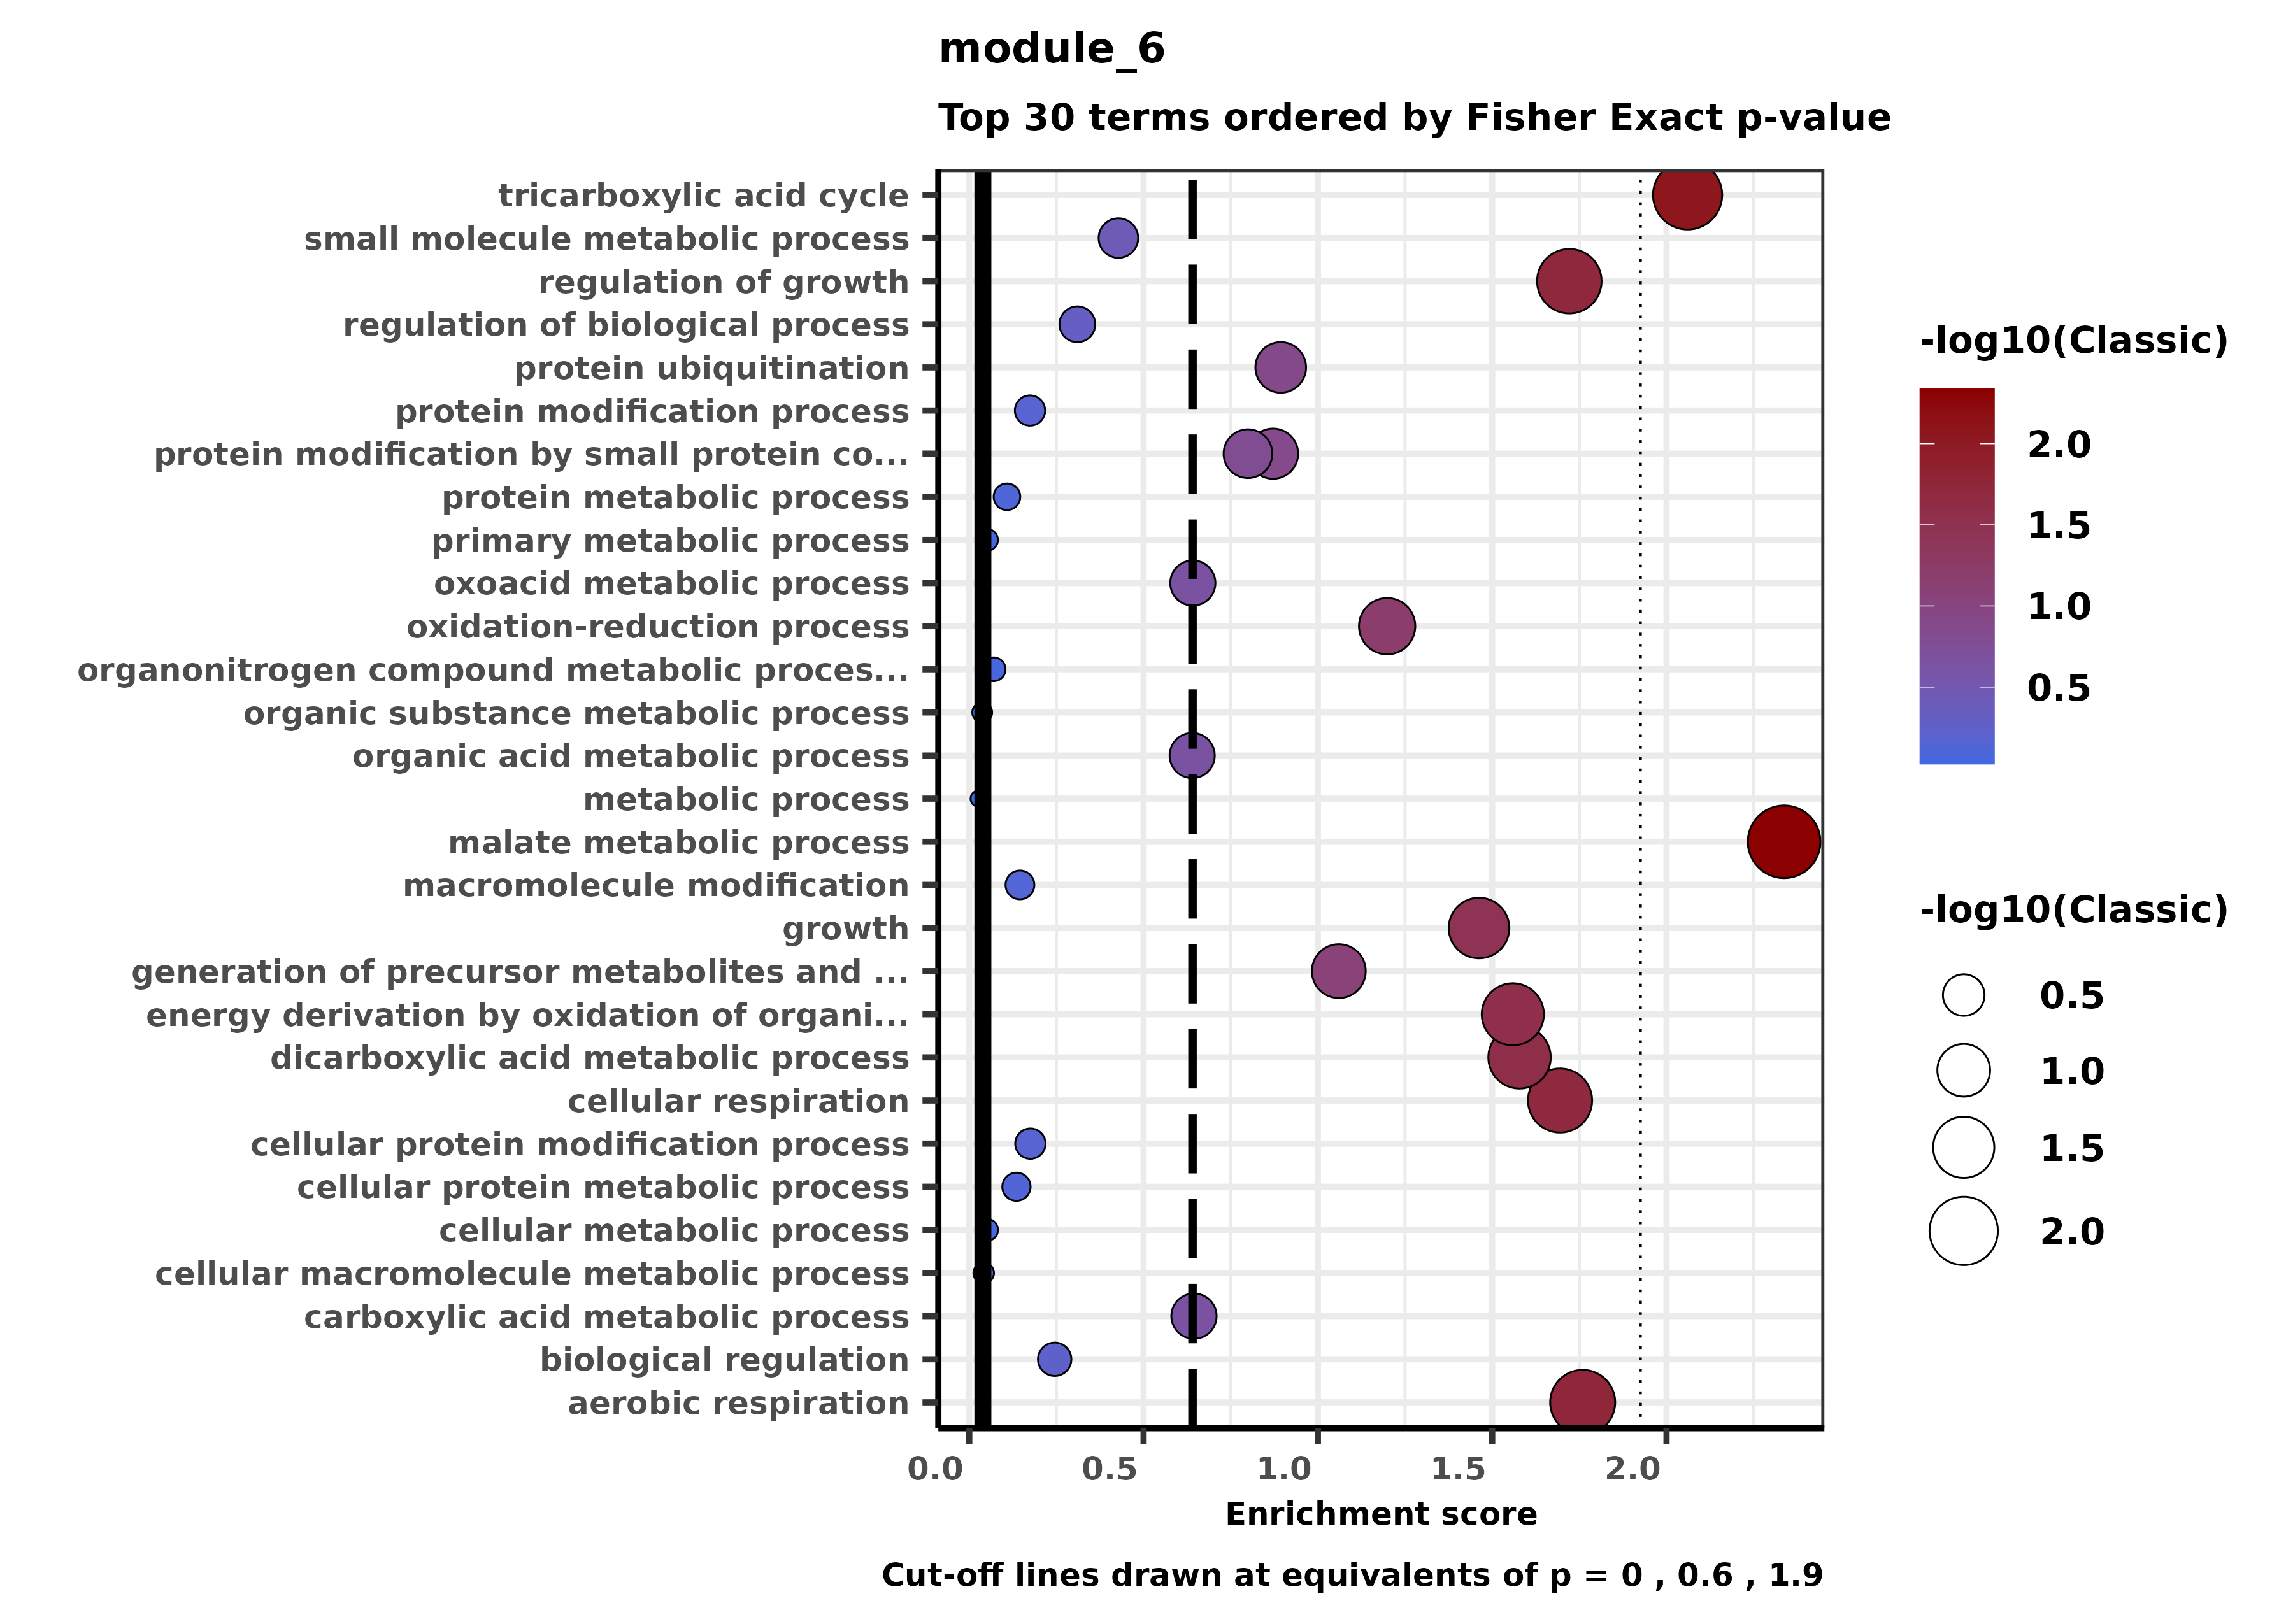 module_6
Top 30 terms ordered by Fisher Exact p-value
tricarboxylic acid cycle
small molecule metabolic process
regulation of growth
regulation of biological process
protein ubiquitination
protein modification process
protein modification by small protein co...
protein metabolic process
primary metabolic process
oxoacid metabolic process
oxidation-reduction process
organonitrogen compound metabolic proces...
organic substance metabolic process
organic acid metabolic process
metabolic process
malate metabolic process
macromolecule modification
growth
generation of precursor metabolites and ...
energy derivation by oxidation of organi...
dicarboxylic acid metabolic process
cellular respiration
cellular protein modification process
cellular protein metabolic process
cellular metabolic process
cellular macromolecule metabolic process
carboxylic acid metabolic process
biological regulation
aerobic respiration
0.0 0.5 1.0 1.5 2.0
Enrichment score
Cut-off lines drawn at equivalents of p = 0 , 0.6 , 1.9
-log10(Classic)
2.0
1.5
1.0
0.5
-log10(Classic)
0.5
1.0
1.5
2.0